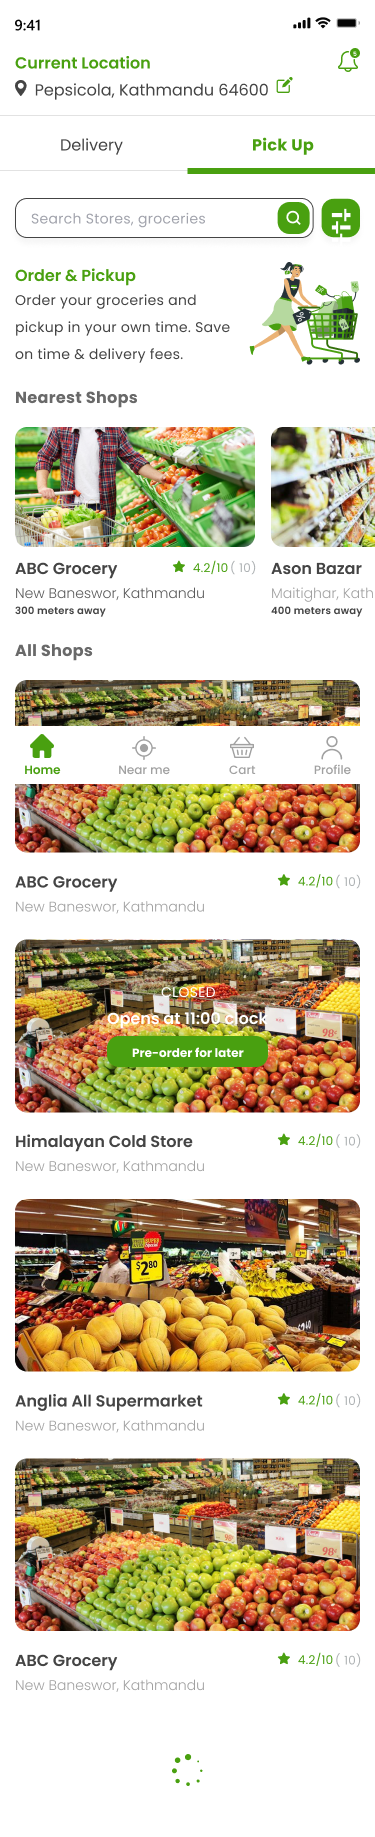 9:41
Current Location
Pepsicola, Kathmandu 64600
Delivery
Pick Up
Search Stores, groceries
Order & Pickup
Order your groceries and
pickup in your own time. Save
on time & delivery fees.
%
Nearest Shops
ABC Grocery
4.2/10 ( 10)
New Baneswor, Kathmandu
300 meters away
Ason Bazar
Maitighar, Kath
400 meters away
All Shops
Home
Near me
Cart
Profile
ABC Grocery
4.2/10 ( 10)
New Baneswor, Kathmandu
CLOSED
Opens at 11:00 clock
98¢
Pre-order for later
Himalayan Cold Store
4.2/10 ( 10)
New Baneswor, Kathmandu
$2.80
Anglia All Supermarket
4.2/10 ( 10)
New Baneswor, Kathmandu
98¢
98¢
ABC Grocery
4.2/10 ( 10)
New Baneswor, Kathmandu